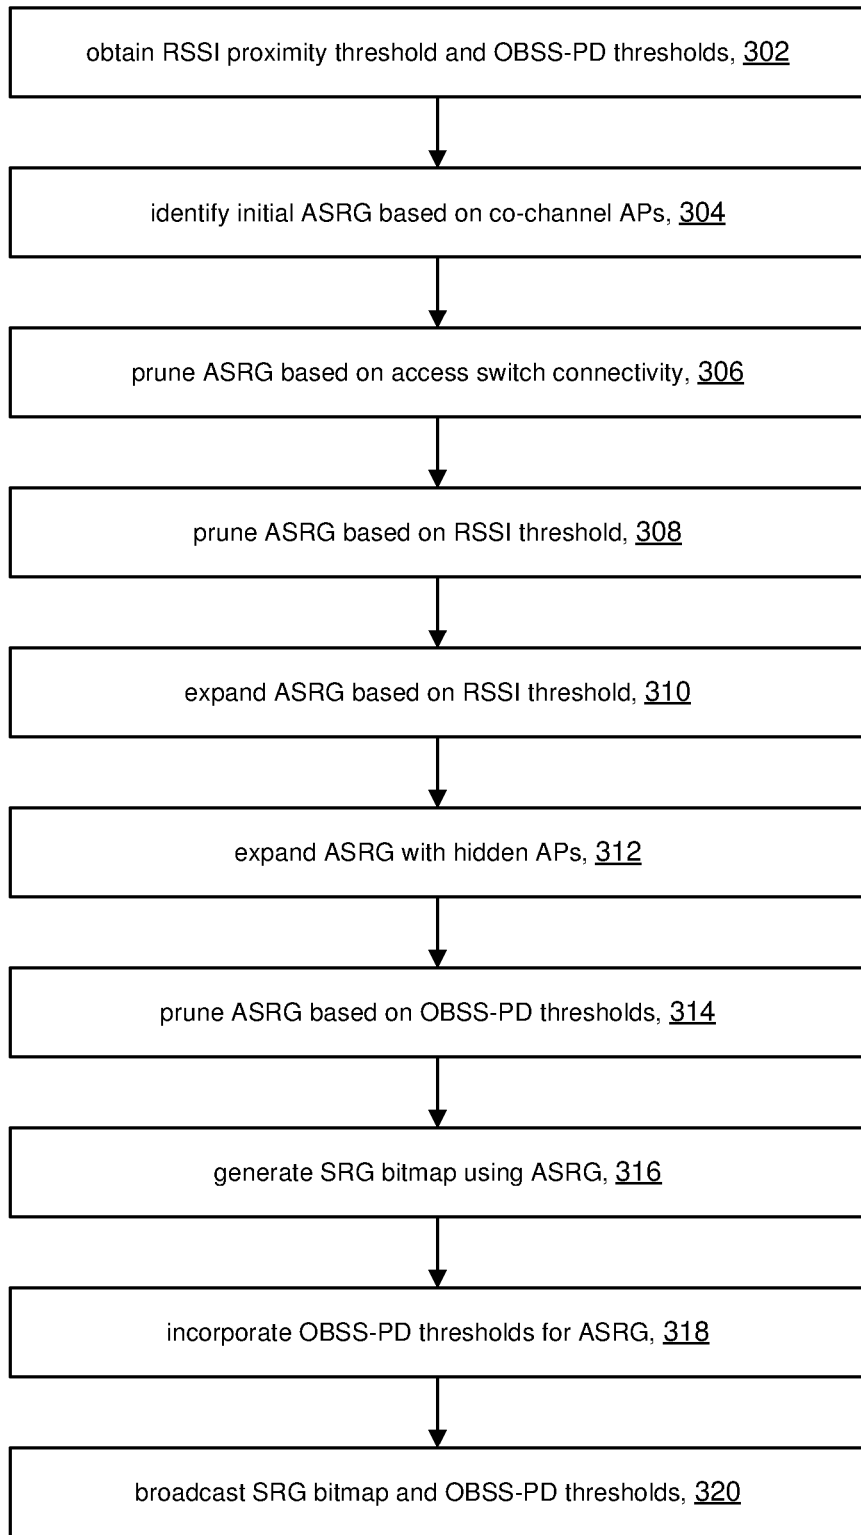 obtain RSSI proximity threshold and OBSS-PD thresholds, 302
identify initial ASRG based on co-channel APs, 304
prune ASRG based on access switch connectivity, 306
prune ASRG based on RSSI threshold, 308
expand ASRG based on RSSI threshold, 310
expand ASRG with hidden APs, 312
prune ASRG based on OBSS-PD thresholds, 314
generate SRG bitmap using ASRG, 316
incorporate OBSS-PD thresholds for ASRG, 318
broadcast SRG bitmap and OBSS-PD thresholds, 320